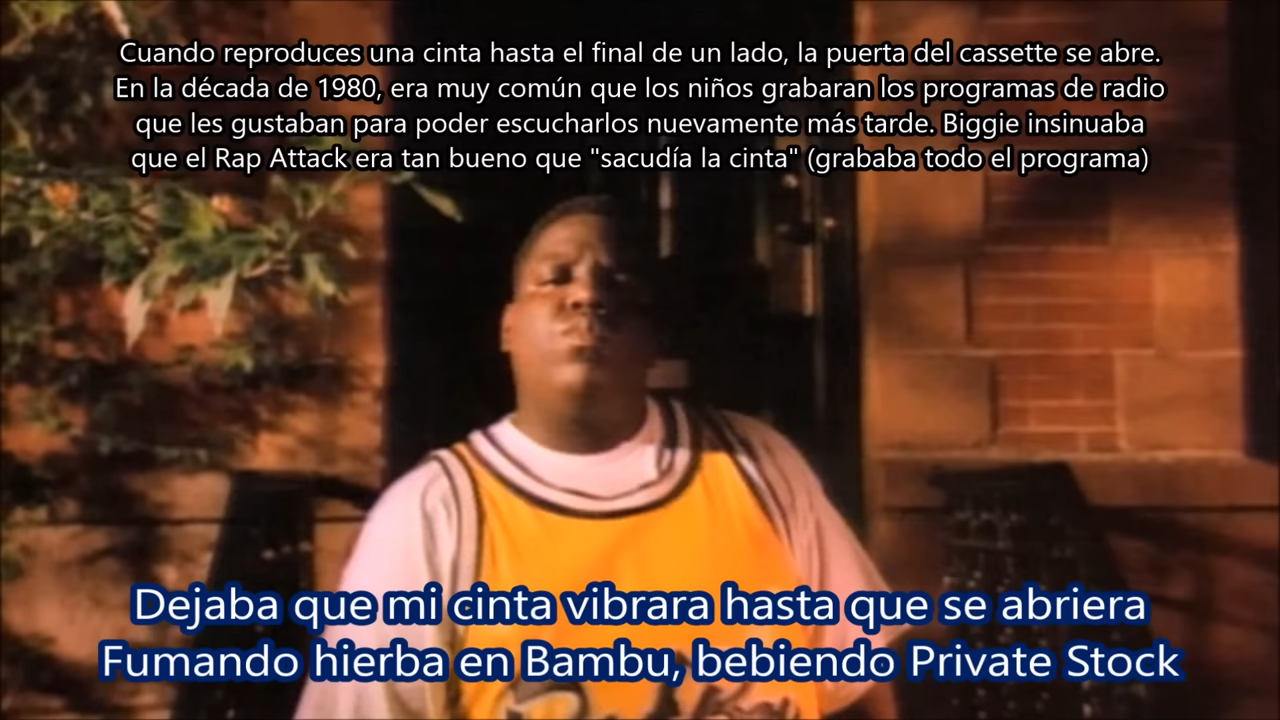 Cuando reproduces una cinta hasta el final de un lado, la puerta del cassette se abre.
En la década de 1980, era muy común que los niños grabaran los programas de radio
que les gustaban para poder escucharlos nuevamente más tarde. Biggie insinuaba
que el Rap Attack era tan bueno que "sacudía la cinta" (grababa todo el programa)
Dejaba que mi cinta vibrara hasta que se abriera
Fumando hierba en Bambu, bebiendo Private Stock